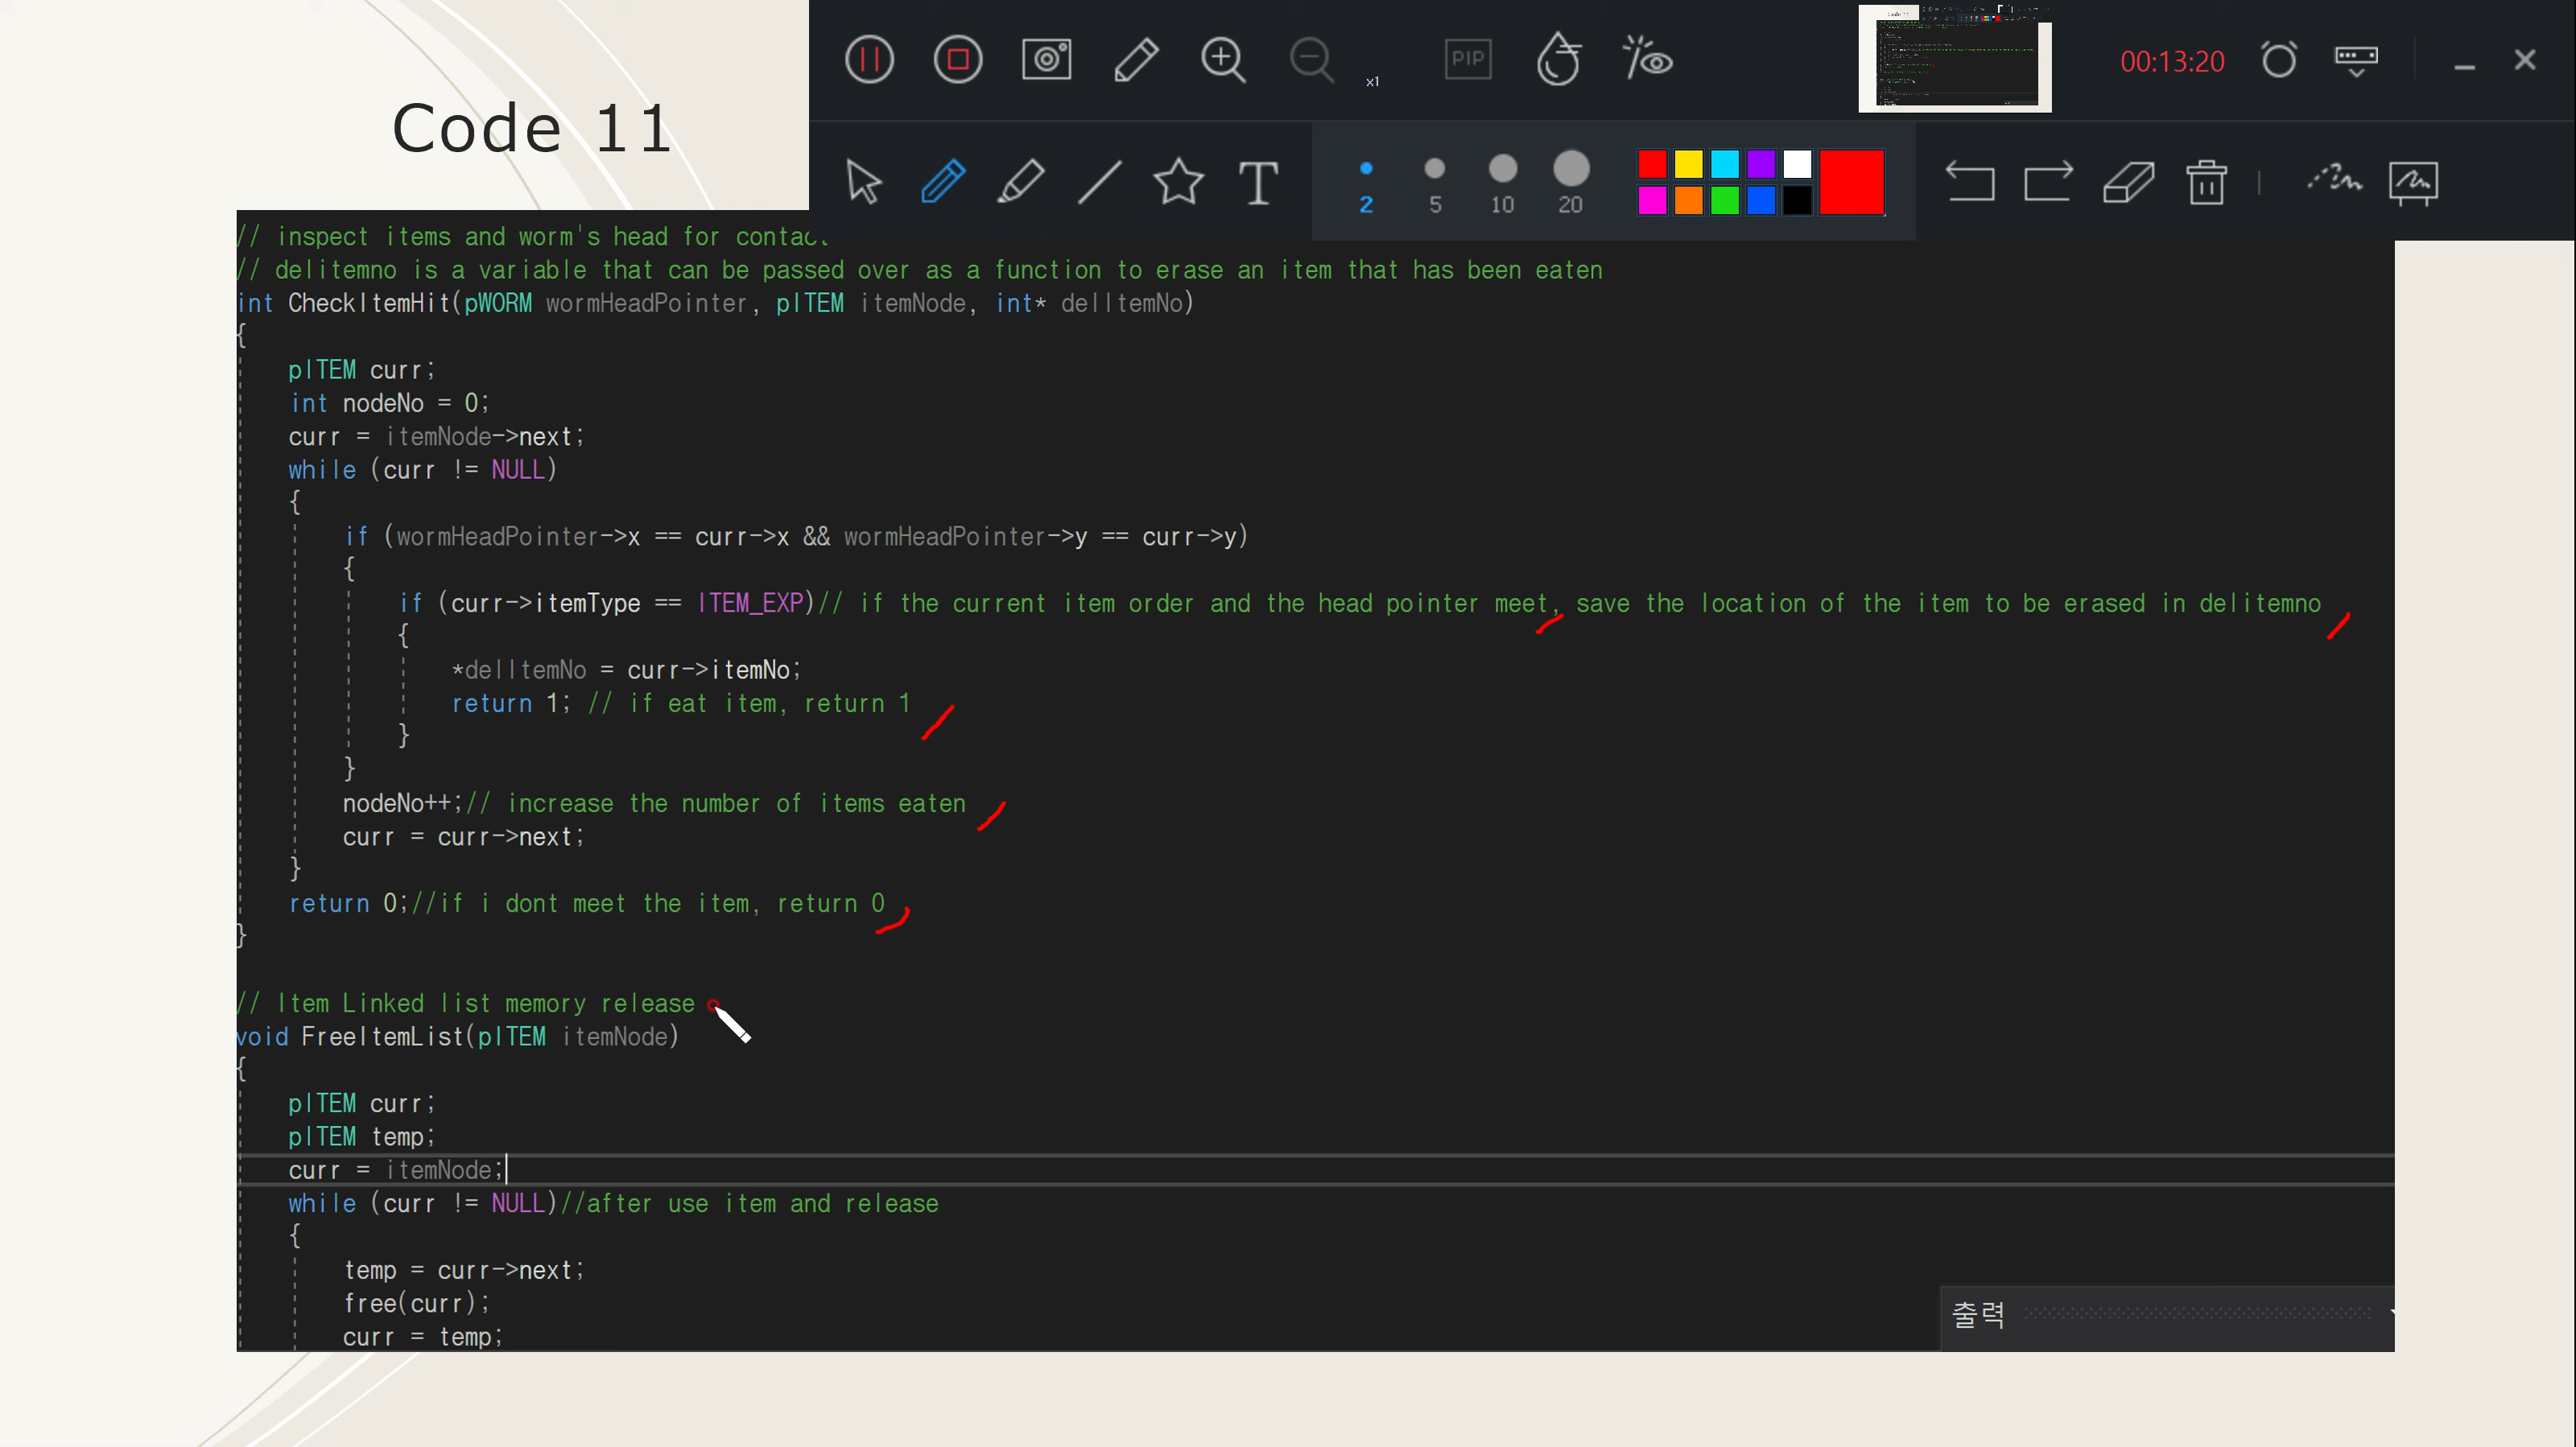 x1
PIP
00:13:20
Code 11
T
2 5 10 20
// inspect items and worm's head for contact
// delitemno is a variable that can be passed over as a function to erase an item that has been eaten
int CheckItemHit(pWORM wormHeadPointer, pITEM itemNode, int* delItemNo)
{
pITEM curr;
int nodeNo = 0;
curr = itemNode->next;
while (curr != NULL)
{
if (wormHeadPointer->x == curr->x && wormHeadPointer->y == curr->y)
{
if (curr->itemType == ITEM_EXP)// if the current item order and the head pointer meet, save the location of the item to be erased in delitemno
{
*delItemNo = curr->itemNo;
return 1; // if eat item, return 1
}
}
nodeNo++;// increase the number of items eaten
curr = curr->next;
}
return 0;//if i dont meet the item, return 0
}
// Item Linked list memory release
void FreeItemList(pITEM itemNode)
{
pITEM curr;
pITEM temp;
curr = itemNode;
while (curr != NULL)//after use item and release
{
temp = curr->next;
free(curr);
curr = temp;
출력